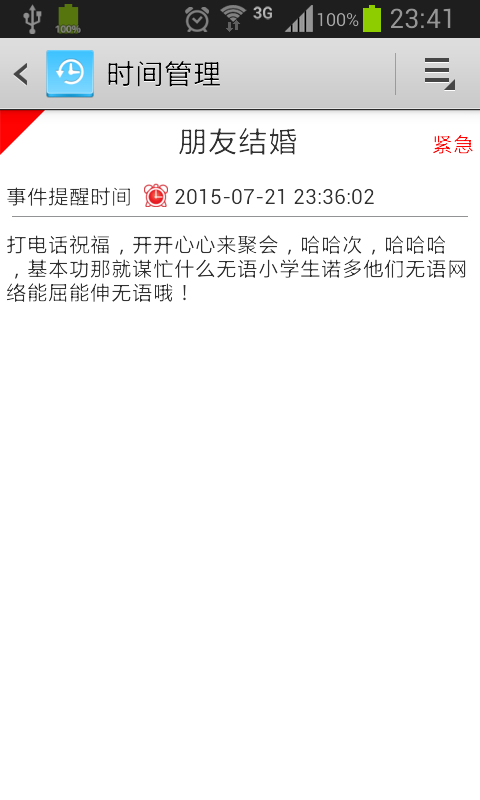 100% 3G 100% 23:41
时间管理
朋友结婚
紧急
事件提醒时间 2015-07-21 23:36:02
打电话祝福，开开心心来聚会，哈哈次，哈哈哈
，基本功那就谋忙什么无语小学生诺多他们无语网
络能屈能伸无语哦！